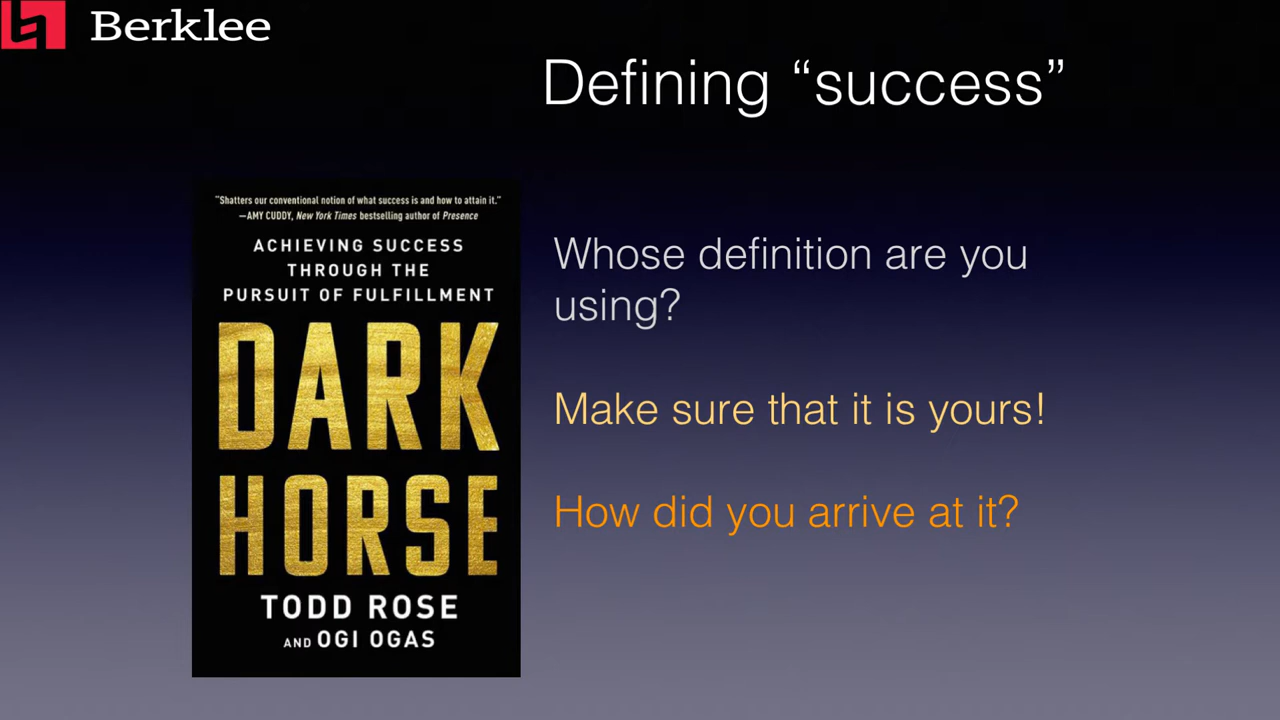 Berklee
Defining “success”
"Shatters our conventional notion of what success is and how to attain it."
—AMY CUDDY, New York Times bestselling author of Presence
ACHIEVING SUCCESS
THROUGH THE
PURSUIT OF FULFILLMENT
DARK
HORSE
TODD ROSE
AND OGI OGAS
Whose definition are you
using?
Make sure that it is yours!
How did you arrive at it?